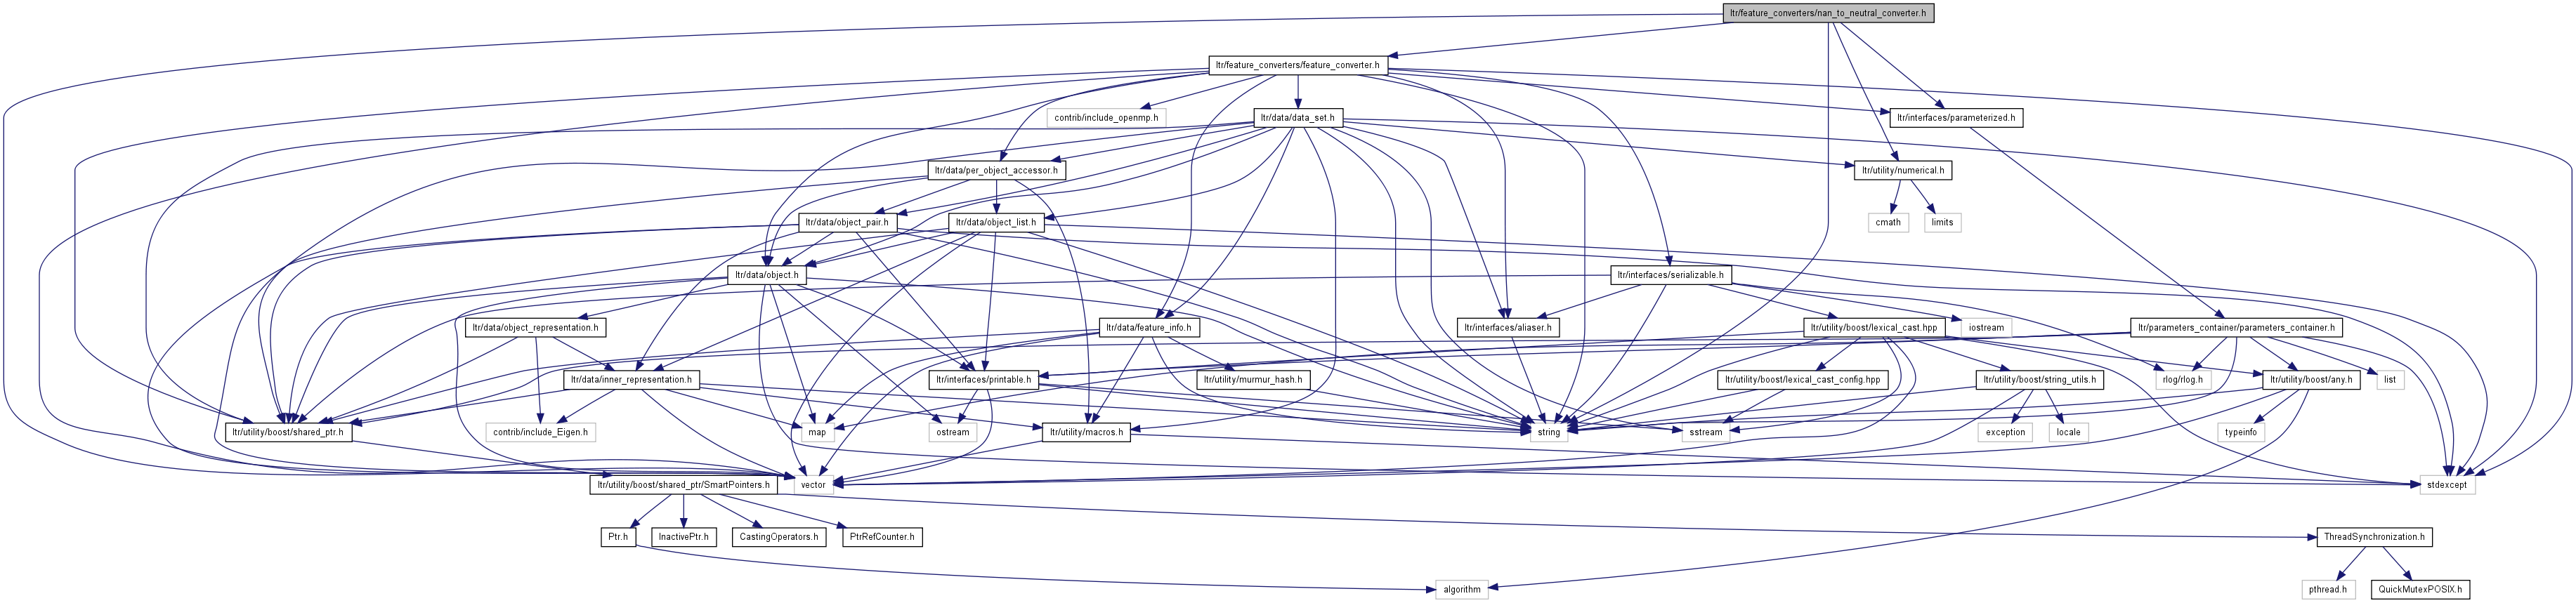 ltr/feature_converters/nan_to_neutral_converter.h
ltr/feature_converters/feature_converter.h
contrib/include_openmp.h
ltr/data/data_set.h
ltr/interfaces/parameterized.h
ltr/data/per_object_accessor.h
ltr/utility/numerical.h
ltr/data/object_pair.h
ltr/data/object_list.h
cmath
limits
ltr/data/object.h
ltr/interfaces/serializable.h
ltr/data/object_representation.h
ltr/data/feature_info.h
ltr/interfaces/aliaser.h
ltr/utility/boost/lexical_cast.hpp
iostream
ltr/parameters_container/parameters_container.h
ltr/data/inner_representation.h
ltr/interfaces/printable.h
ltr/utility/murmur_hash.h
ltr/utility/boost/lexical_cast_config.hpp
ltr/utility/boost/string_utils.h
rlog/rlog.h
ltr/utility/boost/any.h
list
ltr/utility/boost/shared_ptr.h
contrib/include_Eigen.h
map
ostream
ltr/utility/macros.h
string
sstream
exception
locale
typeinfo
ltr/utility/boost/shared_ptr/SmartPointers.h
vector
stdexcept
Ptr.h
InactivePtr.h
CastingOperators.h
PtrRefCounter.h
ThreadSynchronization.h
algorithm
pthread.h
QuickMutexPOSIX.h